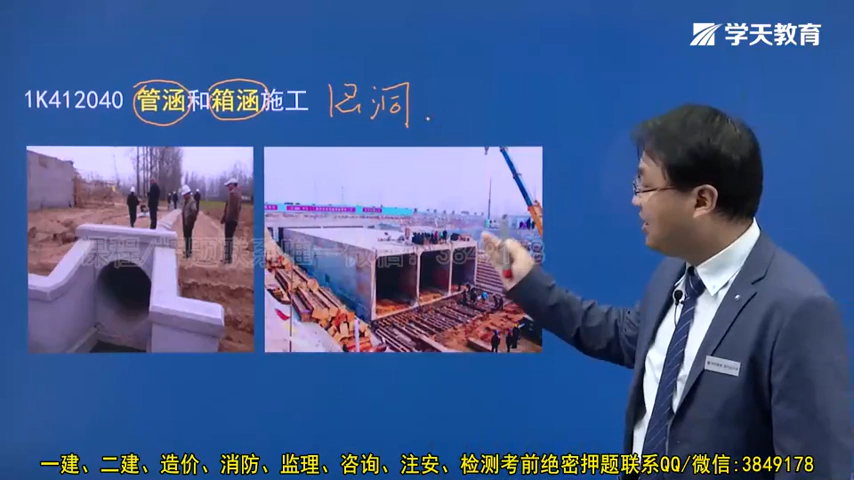 学天教育
1K412040 管涵和箱涵施工 涵洞.
一建、二建、造价、消防、监理、咨询、注安、检测考前绝密押题联系QQ/微信:3849178